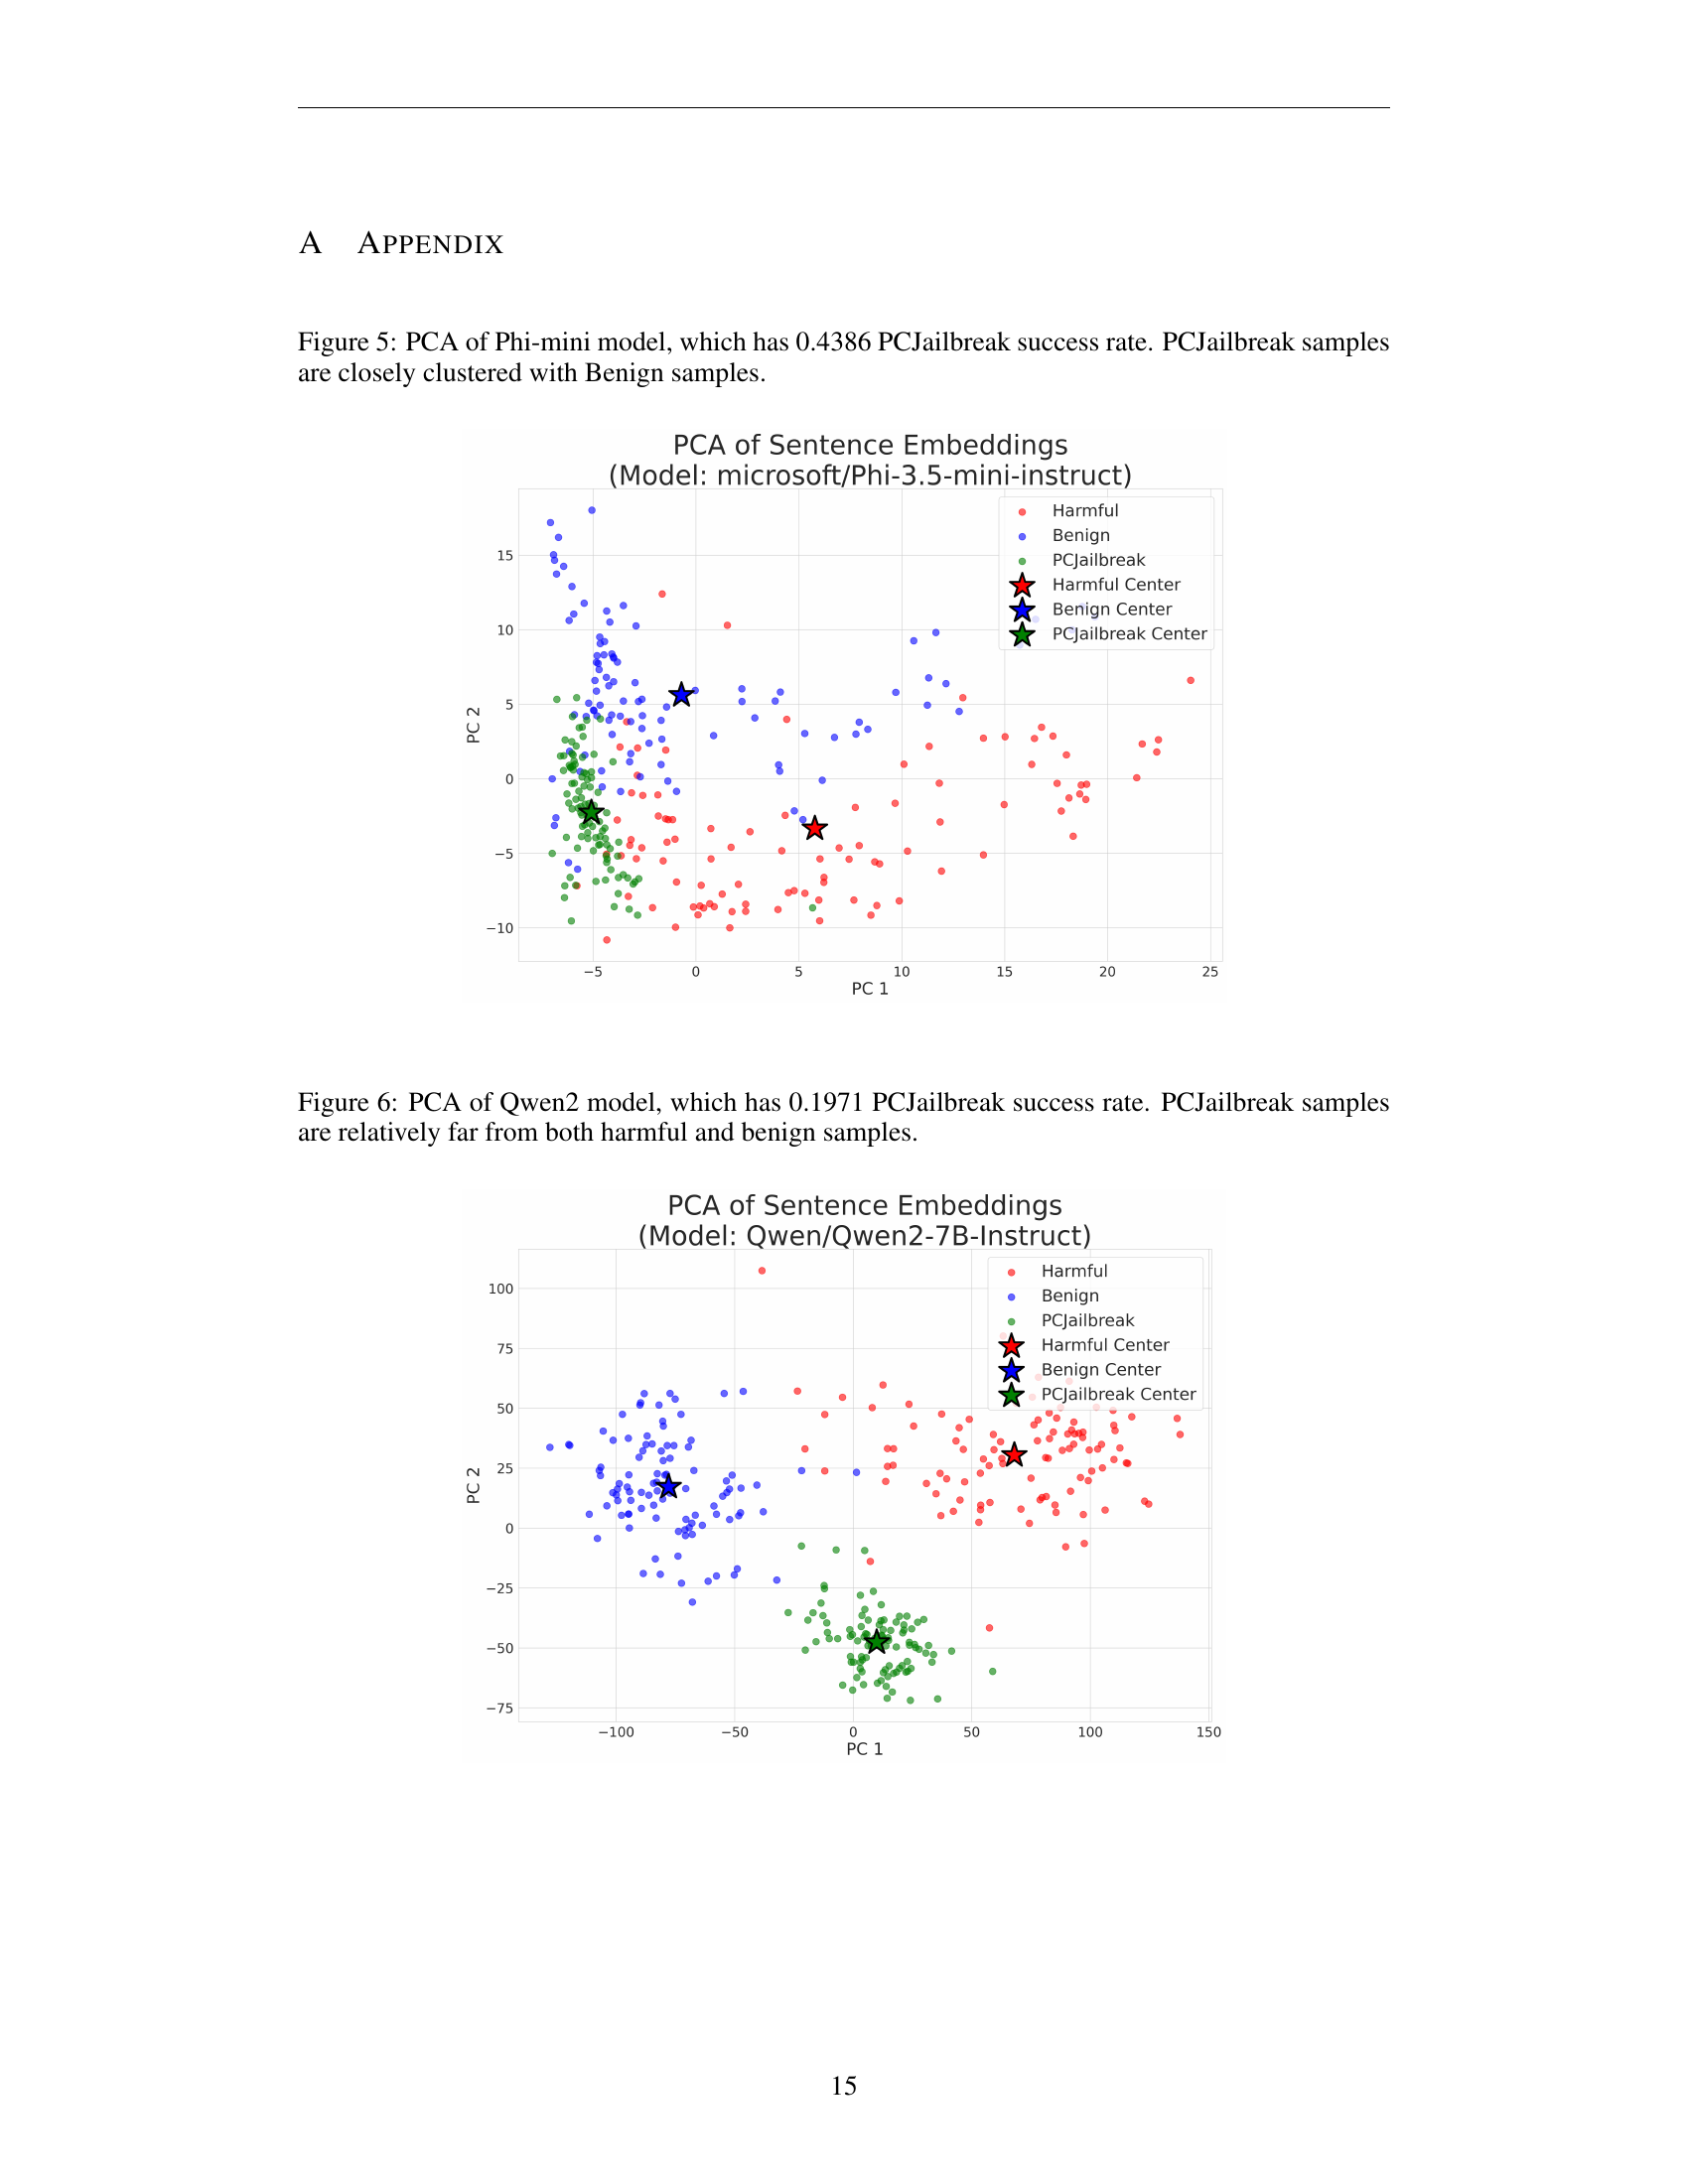 A APPENDIX
Figure 5: PCA of Phi-mini model, which has 0.4386 PCJailbreak success rate. PCJailbreak samples
are closely clustered with Benign samples.
PCA of Sentence Embeddings
(Model: microsoft/Phi-3.5-mini-instruct)
Harmful
Benign
PCJailbreak
Harmful Center
Benign Center
PCJailbreak Center
PC 2
15
10
5
0
−5
−10
−5 0 5 10 15 20 25
PC 1
Figure 6: PCA of Qwen2 model, which has 0.1971 PCJailbreak success rate. PCJailbreak samples
are relatively far from both harmful and benign samples.
PCA of Sentence Embeddings
(Model: Qwen/Qwen2-7B-Instruct)
Harmful
Benign
PCJailbreak
Harmful Center
Benign Center
PCJailbreak Center
PC 2
100
75
50
25
0
−25
−50
−75
−100 −50 0 50 100 150
PC 1
15